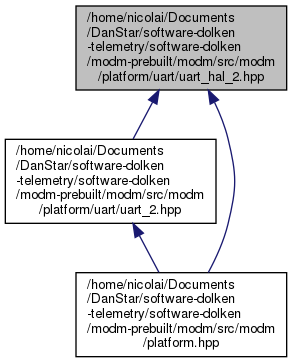 /home/nicolai/Documents
/DanStar/software-dolken
-telemetry/software-dolken
/modm-prebuilt/modm/src/modm
/platform/uart/uart_hal_2.hpp
/home/nicolai/Documents
/DanStar/software-dolken
-telemetry/software-dolken
/modm-prebuilt/modm/src/modm
/platform/uart/uart_2.hpp
/home/nicolai/Documents
/DanStar/software-dolken
-telemetry/software-dolken
/modm-prebuilt/modm/src/modm
/platform.hpp